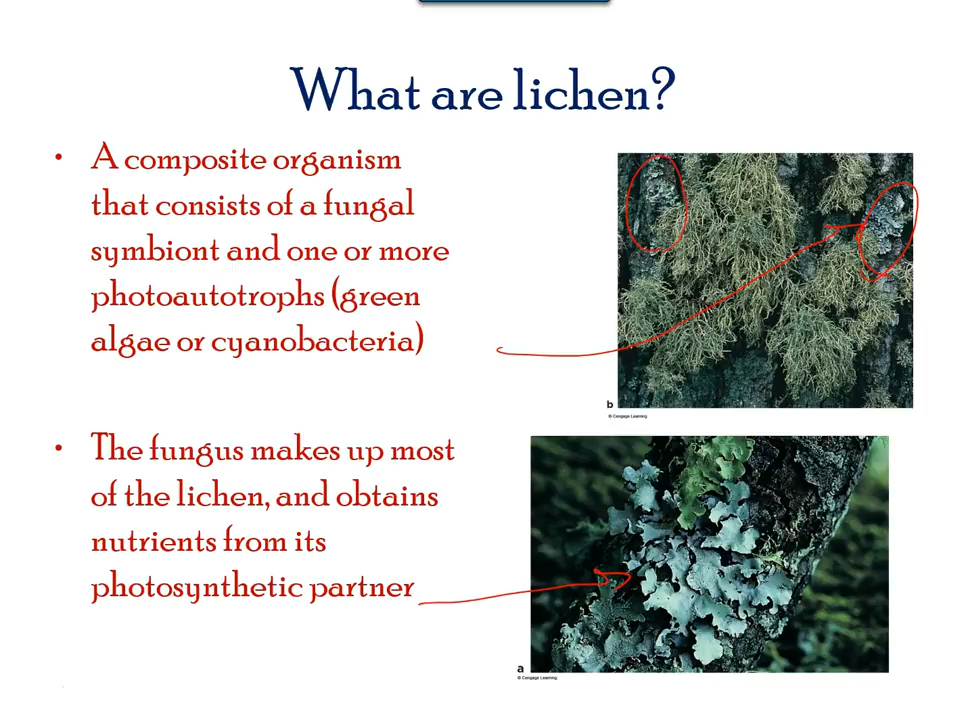 What are lichen?
• A composite organism
that consists of a fungal
symbiont and one or more
photoautotrophs (green
algae or cyanobacteria)
b
© Cengage Learning
• The fungus makes up most
of the lichen, and obtains
nutrients from its
photosynthetic partner
a
© Cengage Learning